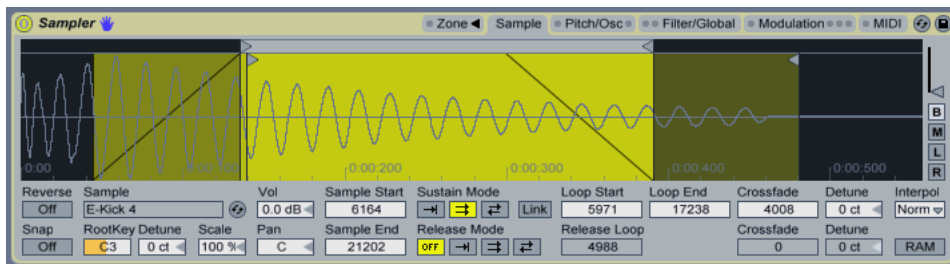 Sampler Zone Sample Pitch/Osc Filter/Global Modulation MIDI
B
M
L
R
0:00 0:00:100 0:00:200 0:00:300 0:00:400 0:00:500
Reverse Sample Vol Sample Start Sustain Mode Loop Start Loop End Crossfade Detune Interpol
Off E-Kick 4 0.0 dB 6164 Link 5971 17238 4008 0 ct Norm
Snap RootKey Detune Scale Pan Sample End Release Mode Release Loop Crossfade Detune
Off C3 0 ct 100 % C 21202 OFF 4988 0 0 ct RAM